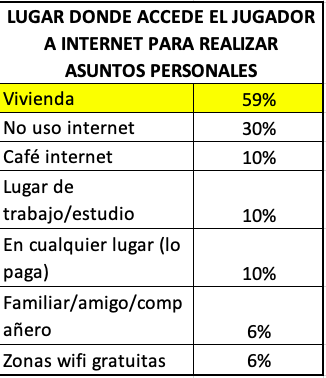 LUGAR DONDE ACCEDE EL JUGADOR
A INTERNET PARA REALIZAR
ASUNTOS PERSONALES
Vivienda 59%
No uso internet 30%
Café internet 10%
Lugar de
trabajo/estudio 10%
En cualquier lugar (lo
paga) 10%
Familiar/amigo/comp
añero 6%
Zonas wifi gratuitas 6%